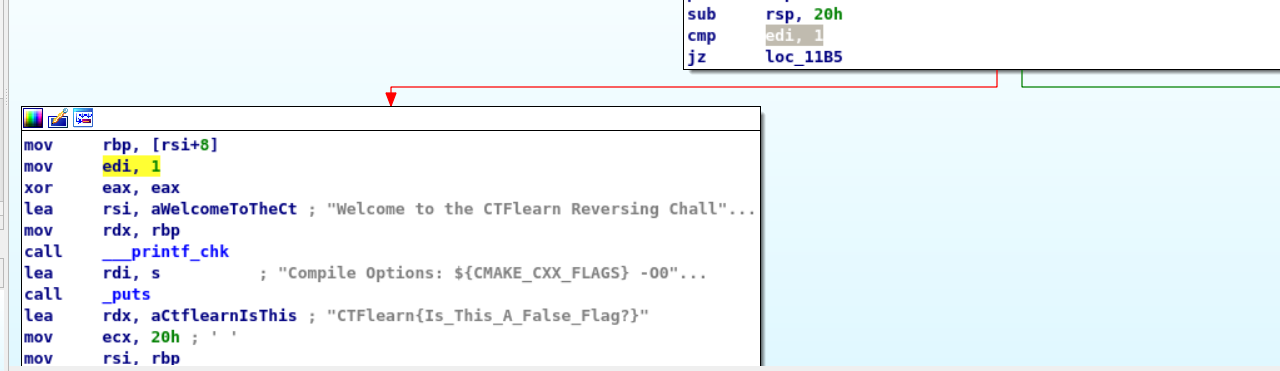 sub rsp, 20h
cmp edi, 1
jz loc_11B5
mov rbp, [rsi+8]
mov edi, 1
xor eax, eax
lea rsi, aWelcomeToTheCt ; "Welcome to the CTFlearn Reversing Chall"...
mov rdx, rbp
call ___printf_chk
lea rdi, s ; "Compile Options: ${CMAKE_CXX_FLAGS} -O0"...
call _puts
lea rdx, aCtflearnIsThis ; "CTFlearn{Is_This_A_False_Flag?}"
mov ecx, 20h ; ' '
mov rsi, rbp